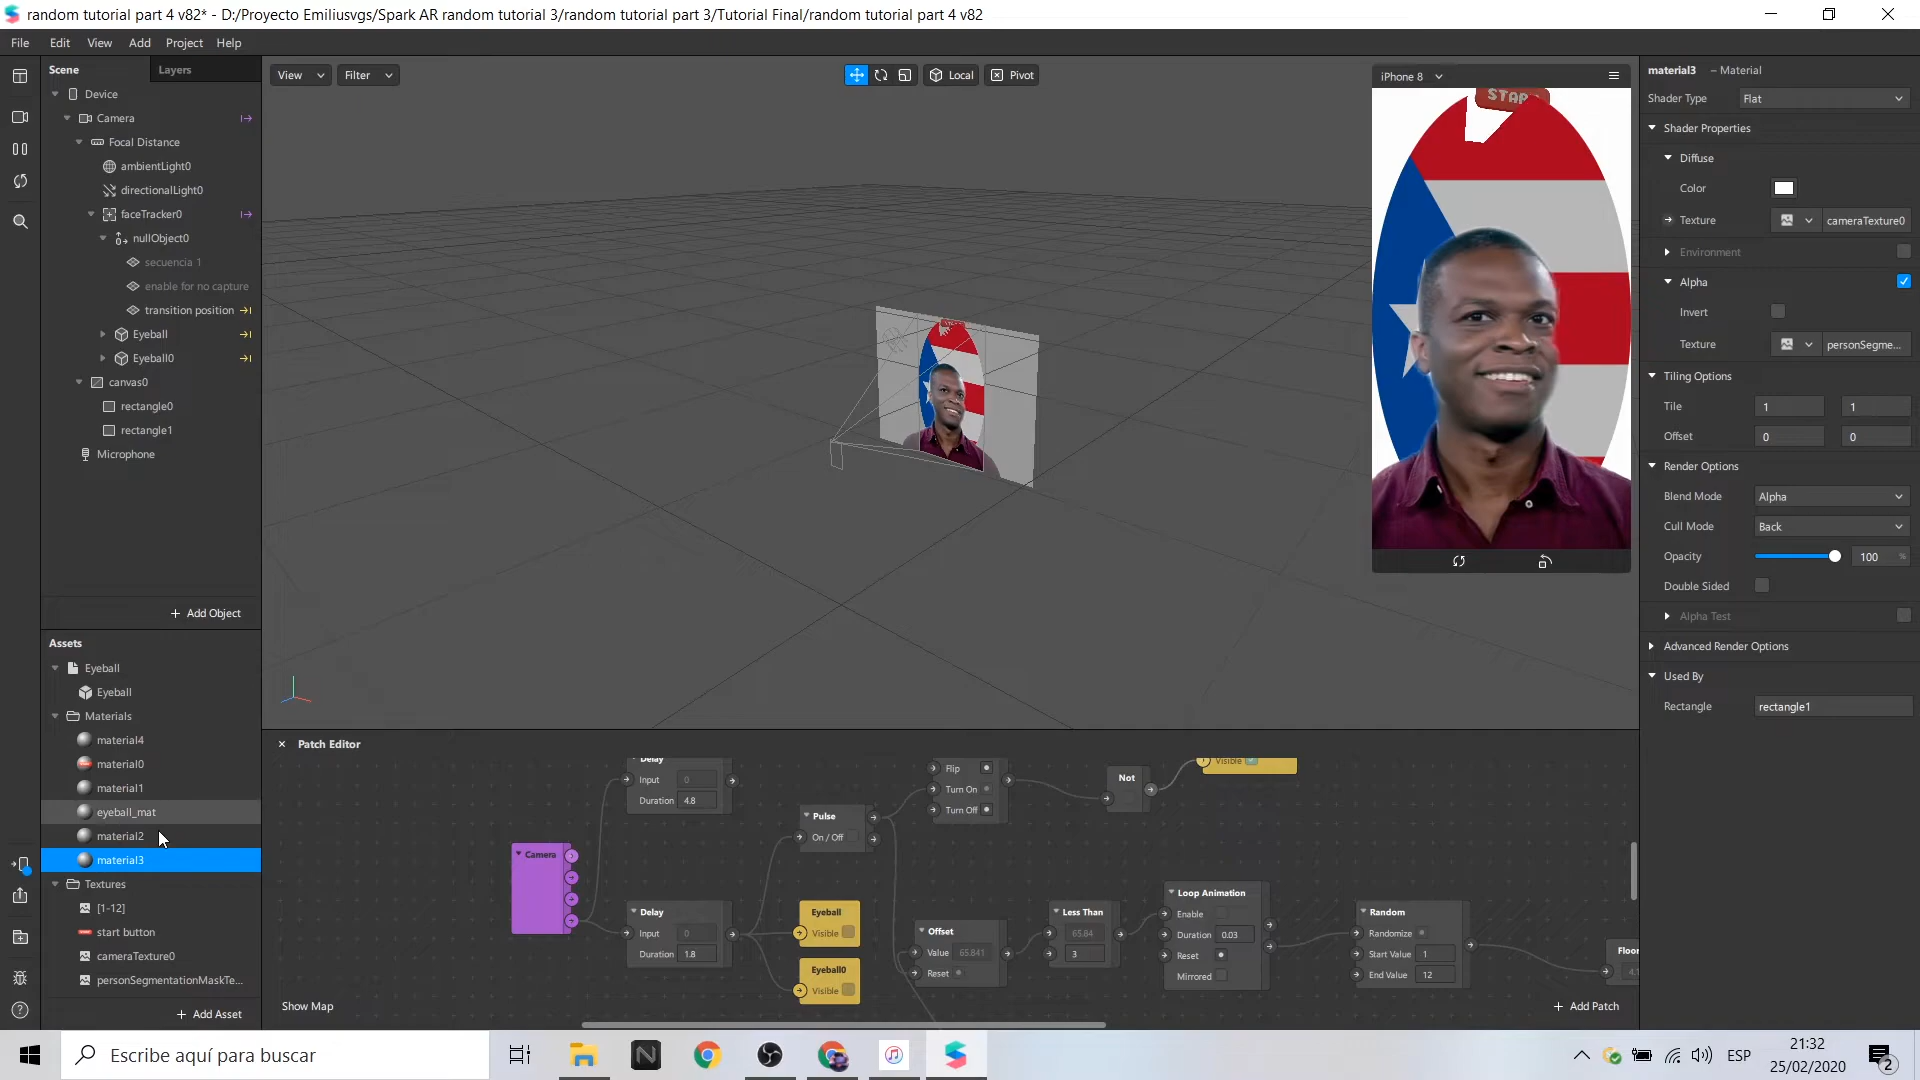 random tutorial part 4 v82* - D:/Proyecto Emiliusvgs/Spark AR random tutorial 3/random tutorial part 3/Tutorial Final/random tutorial part 4 v82
File Edit View Add Project Help
Scene Layers
Device
Camera
Focal Distance
ambientLight0
directionalLight0
faceTracker0
nullObject0
secuencia 1
enable for no capture
transition position
Eyeball
Eyeball0
canvas0
rectangle0
rectangle1
Microphone
+ Add Object
Assets
Eyeball
Eyeball
Materials
material4
material0
material1
eyeball_mat
material2
material3
Textures
[1-12]
start button
cameraTexture0
personSegmentationMaskTe...
+ Add Asset
View Filter
Local Pivot
iPhone 8
STAR
Patch Editor
Delay
Input 0
Duration 4.8
Camera
Delay
Input 0
Duration 1.8
Pulse
On / Off
Eyeball
Visible
Eyeball0
Visible
Flip
Turn On
Turn Off
Offset
Value 65.841
Reset
Not
Visible
Less Than
65.84
3
Loop Animation
Enable
Duration 0.03
Reset
Mirrored
Random
Randomize
Start Value 1
End Value 12
Floor
Show Map
+ Add Patch
material3 – Material
Shader Type Flat
Shader Properties
Diffuse
Color
Texture cameraTexture0
Environment
Alpha
Invert
Texture personSegme...
Tiling Options
Tile 1 1
Offset 0 0
Render Options
Blend Mode Alpha
Cull Mode Back
Opacity 100 %
Double Sided
Alpha Test
Advanced Render Options
Used By
Rectangle rectangle1
Escribe aquí para buscar
ESP
21:32
25/02/2020
2